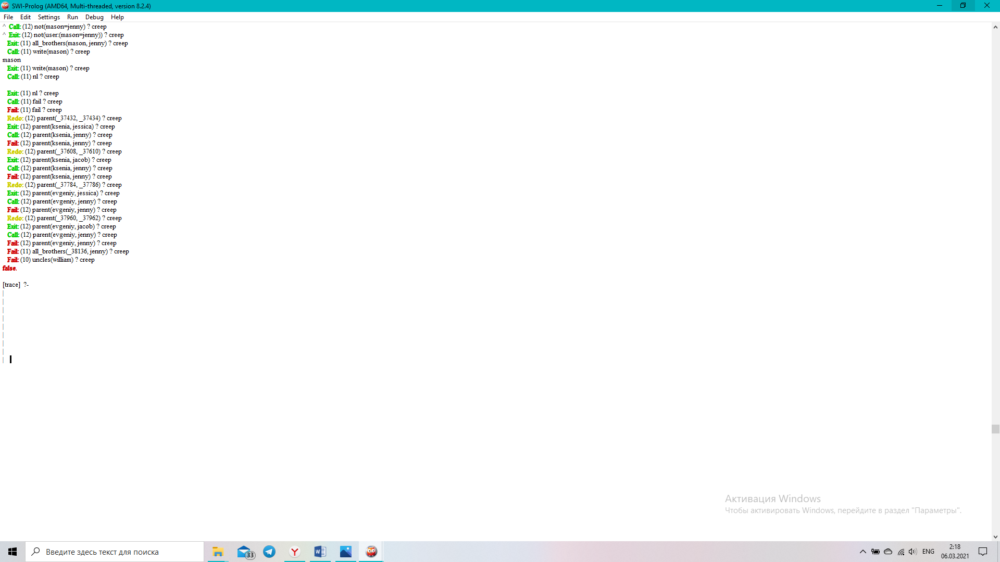 SWI-Prolog (AMD64, Multi-threaded, version 8.2.4)
File Edit Settings Run Debug Help
^ Call: (12) not(mason=jenny) ? creep
^ Exit: (12) not(user:(mason=jenny)) ? creep
Exit: (11) all_brothers(mason, jenny) ? creep
Call: (11) write(mason) ? creep
mason
Exit: (11) write(mason) ? creep
Call: (11) nl ? creep
Exit: (11) nl ? creep
Call: (11) fail ? creep
Fail: (11) fail ? creep
Redo: (12) parent(_37432, _37434) ? creep
Exit: (12) parent(ksenia, jessica) ? creep
Call: (12) parent(ksenia, jenny) ? creep
Fail: (12) parent(ksenia, jenny) ? creep
Redo: (12) parent(_37608, _37610) ? creep
Exit: (12) parent(ksenia, jacob) ? creep
Call: (12) parent(ksenia, jenny) ? creep
Fail: (12) parent(ksenia, jenny) ? creep
Redo: (12) parent(_37784, _37786) ? creep
Exit: (12) parent(evgeniy, jessica) ? creep
Call: (12) parent(evgeniy, jenny) ? creep
Fail: (12) parent(evgeniy, jenny) ? creep
Redo: (12) parent(_37960, _37962) ? creep
Exit: (12) parent(evgeniy, jacob) ? creep
Call: (12) parent(evgeniy, jenny) ? creep
Fail: (12) parent(evgeniy, jenny) ? creep
Fail: (11) all_brothers(_38136, jenny) ? creep
Fail: (10) uncles(william) ? creep
false.
[trace] ?-
|
|
|
|
|
|
|
|
|
Активация Windows
Чтобы активировать Windows, перейдите в раздел "Параметры".
Введите здесь текст для поиска
33
ENG
2:18
06.03.2021